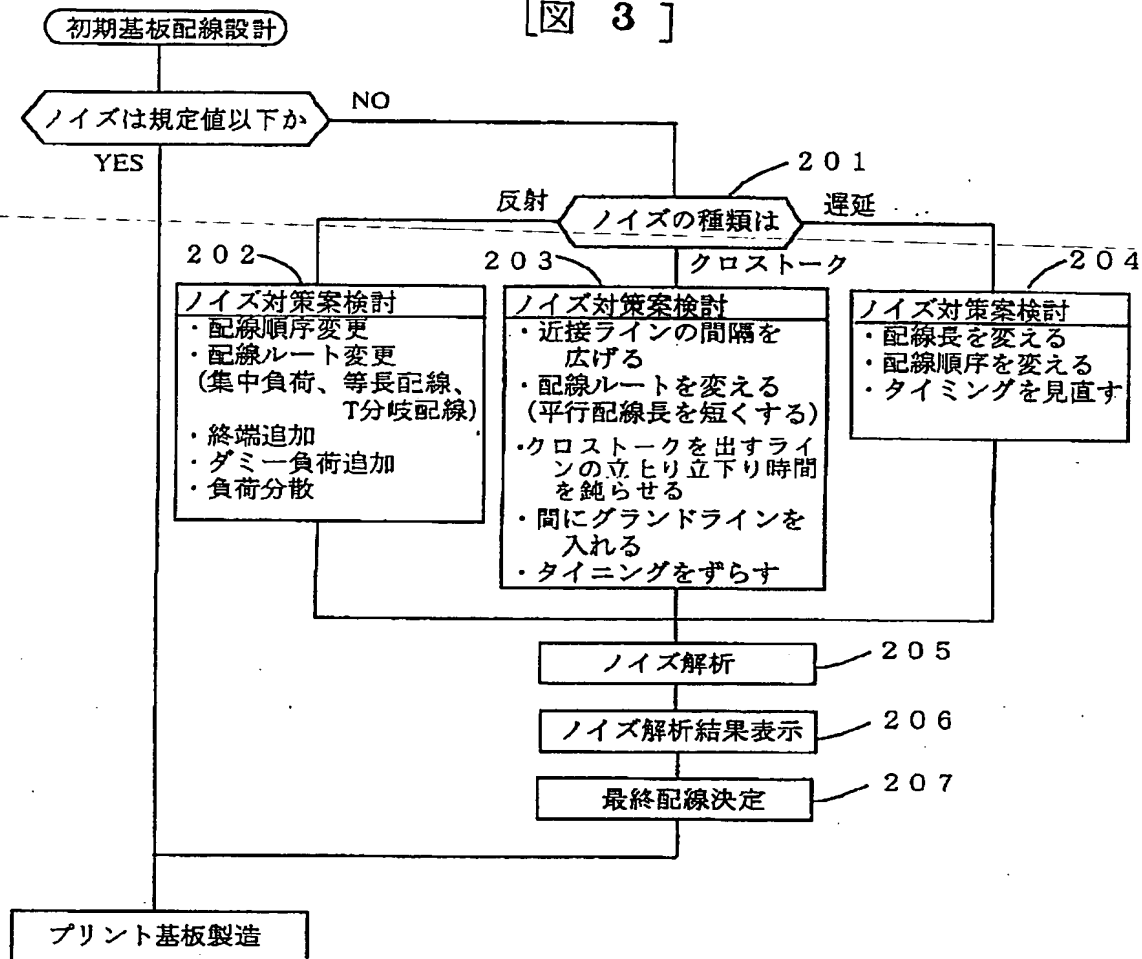 [図 3]
初期基板配線設計
ノイズは規定値以下か
NO
YES
201
反射
ノイズの種類は
遅延
クロストーク
202
ノイズ対策案検討
・配線順序変更
・配線ルート変更
(集中負荷、等長配線、
T分岐配線)
・終端追加
・ダミー負荷追加
・負荷分散
203
ノイズ対策案検討
・近接ラインの間隔を
広げる
・配線ルートを変える
(平行配線長を短くする)
・クロストークを出すライ
ンの立上り立下り時間
を鈍らせる
・間にグランドラインを
入れる
・タイニングをずらす
204
ノイズ対策案検討
・配線長を変える
・配線順序を変える
・タイミングを見直す
ノイズ解析
205
ノイズ解析結果表示
206
最終配線決定
207
プリント基板製造